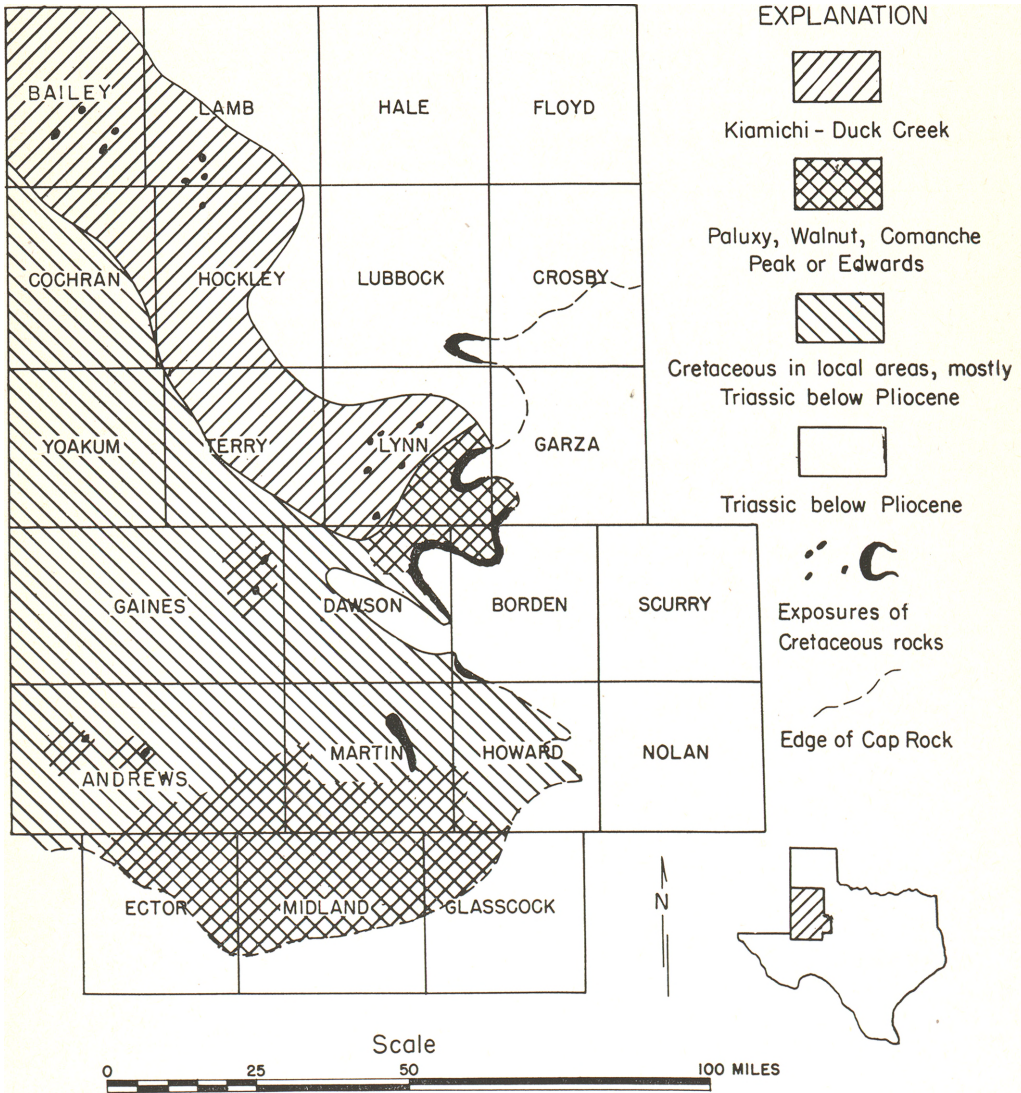 EXPLANATION
Kiamichi - Duck Creek
Paluxy, Walnut, Comanche
Peak or Edwards
Cretaceous in local areas, mostly
Triassic below Pliocene
Triassic below Pliocene
Exposures of
Cretaceous rocks
Edge of Cap Rock
BAILEY
LAMB
HALE
FLOYD
COCHRAN
HOCKLEY
LUBBOCK
CROSBY
YOAKUM
TERRY
LYNN
GARZA
GAINES
DAWSON
BORDEN
SCURRY
ANDREWS
MARTIN
HOWARD
NOLAN
ECTOR
MIDLAND
GLASSCOCK
N
Scale
0 25 50 100 MILES